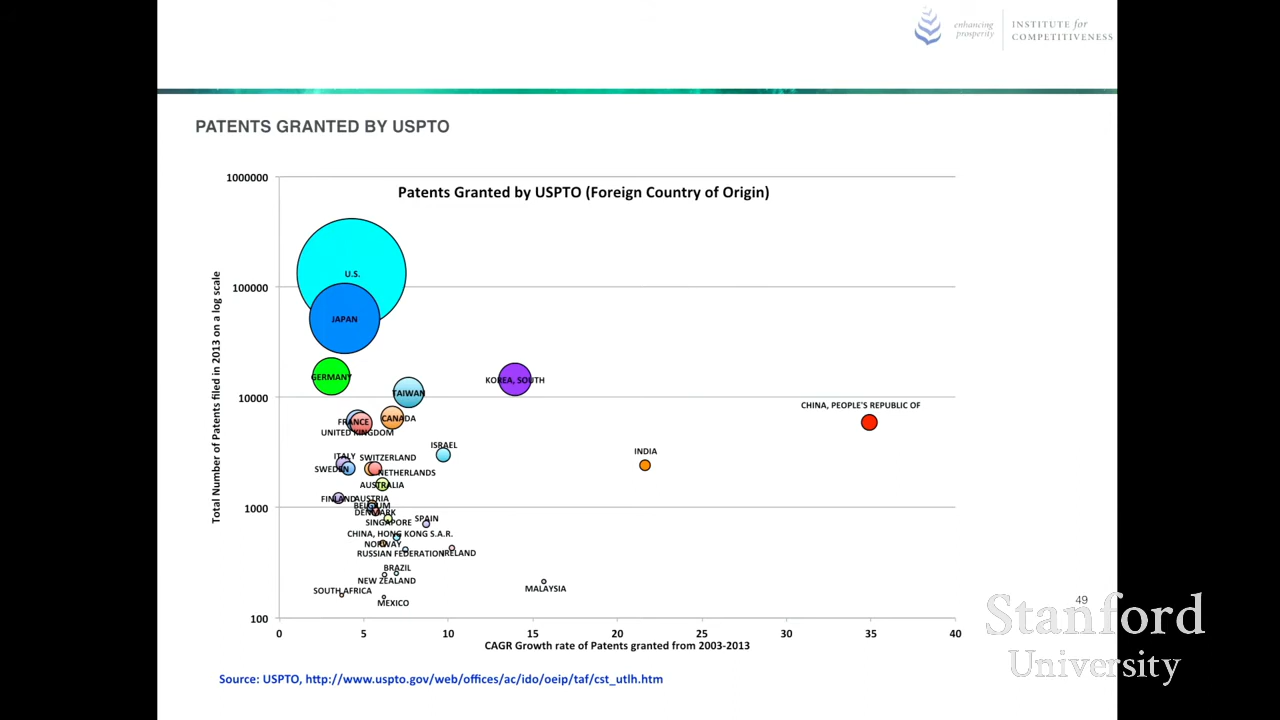 enhancing
prosperity
INSTITUTE for
COMPETITIVENESS
PATENTS GRANTED BY USPTO
Patents Granted by USPTO (Foreign Country of Origin)
Total Number of Patents filed in 2013 on a log scale
1000000
100000
10000
1000
100
U.S.
JAPAN
GERMANY
KOREA, SOUTH
TAIWAN
CHINA, PEOPLE'S REPUBLIC OF
CANADA
FRANCE
UNITED KINGDOM
ISRAEL
INDIA
ITALY
SWITZERLAND
SWEDEN
NETHERLANDS
AUSTRALIA
FINLAND
AUSTRIA
BELGIUM
DENMARK
SINGAPORE
SPAIN
CHINA, HONG KONG S.A.R.
NORWAY
RUSSIAN FEDERATION
IRELAND
BRAZIL
NEW ZEALAND
SOUTH AFRICA
MALAYSIA
MEXICO
0 5 10 15 20 25 30 35 40
CAGR Growth rate of Patents granted from 2003-2013
49
Stanford
University
Source: USPTO, http://www.uspto.gov/web/offices/ac/ido/oeip/taf/cst_utlh.htm